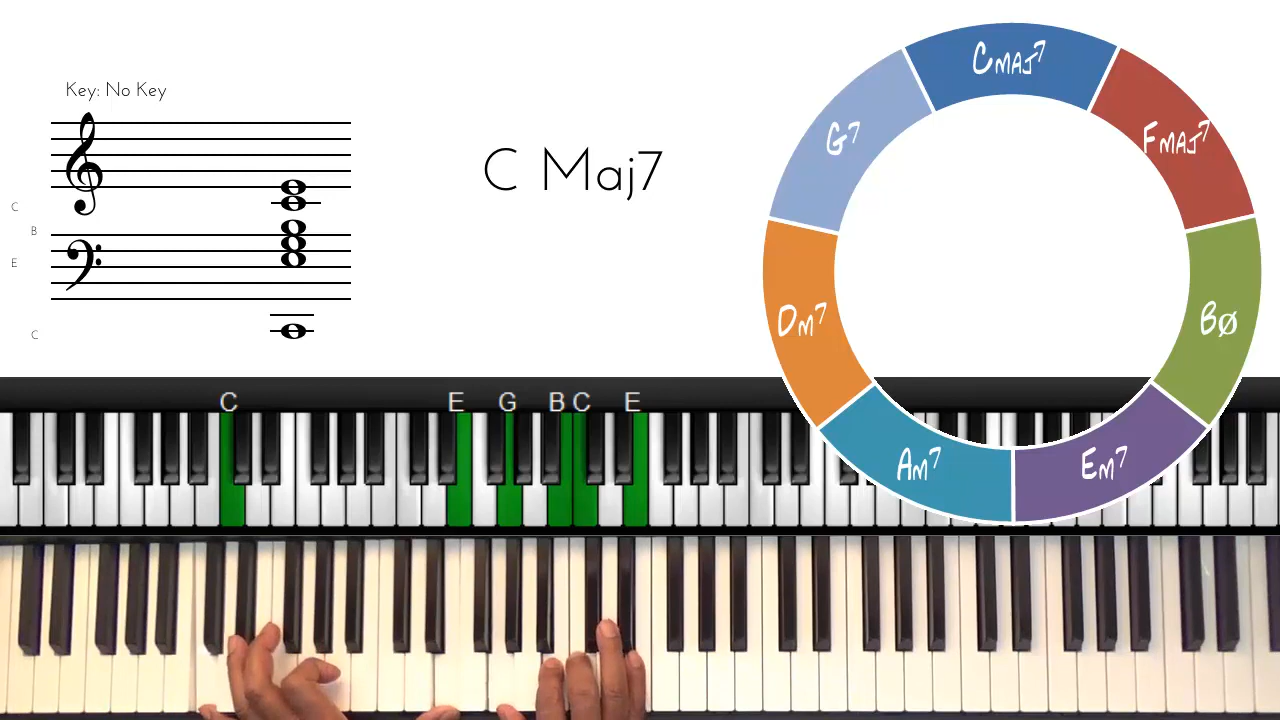 Key: No Key
C
B
E
C
C Maj7
Cmaj7
Fmaj7
G7
Bø
Dm7
Am7
Em7
C E G B C E